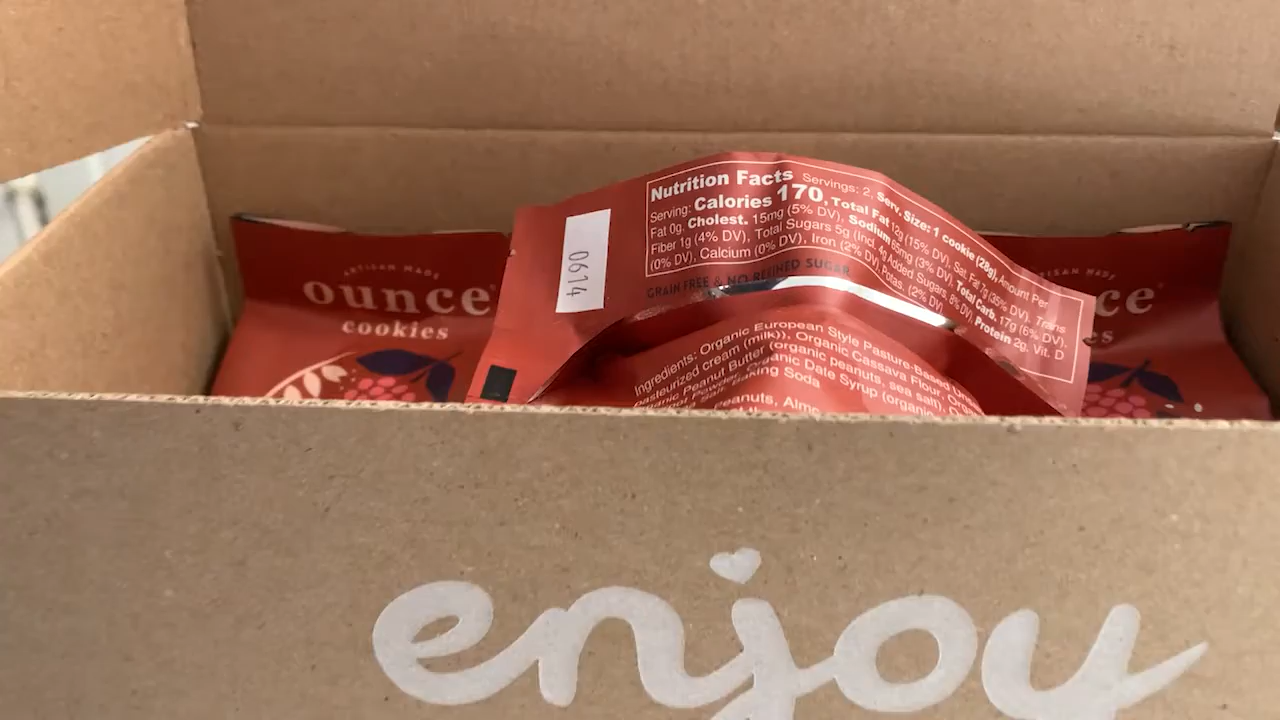 ARTISAN MADE
ounce
cookies
0614
Nutrition Facts Servings: 2, Serv. Size: 1 cookie (28g), Amount Per
Serving: Calories 170, Total Fat 12g (15% DV), Sat. Fat 7g (35% DV), Trans
Fat 0g, Cholest. 15mg (5% DV), Sodium 65mg (3% DV), Total Carb. 17g (6% DV),
Fiber 1g (4% DV), Total Sugars 5g (Incl. 4g Added Sugars, 8% DV), Protein 2g, Vit. D
(0% DV), Calcium (0% DV), Iron (2% DV), Potas. (2% DV)
GRAIN FREE & NO REFINED SUGAR
Ingredients: Organic European Style Pasture-Based
pasteurized cream (milk)), Organic Cassava Flour,
Peanut Butter (organic peanuts, sea salt),
Organic Date Syrup (organic
Salt, Baking Soda
Peanuts,
ISAN MADE
ce
es
enjoy